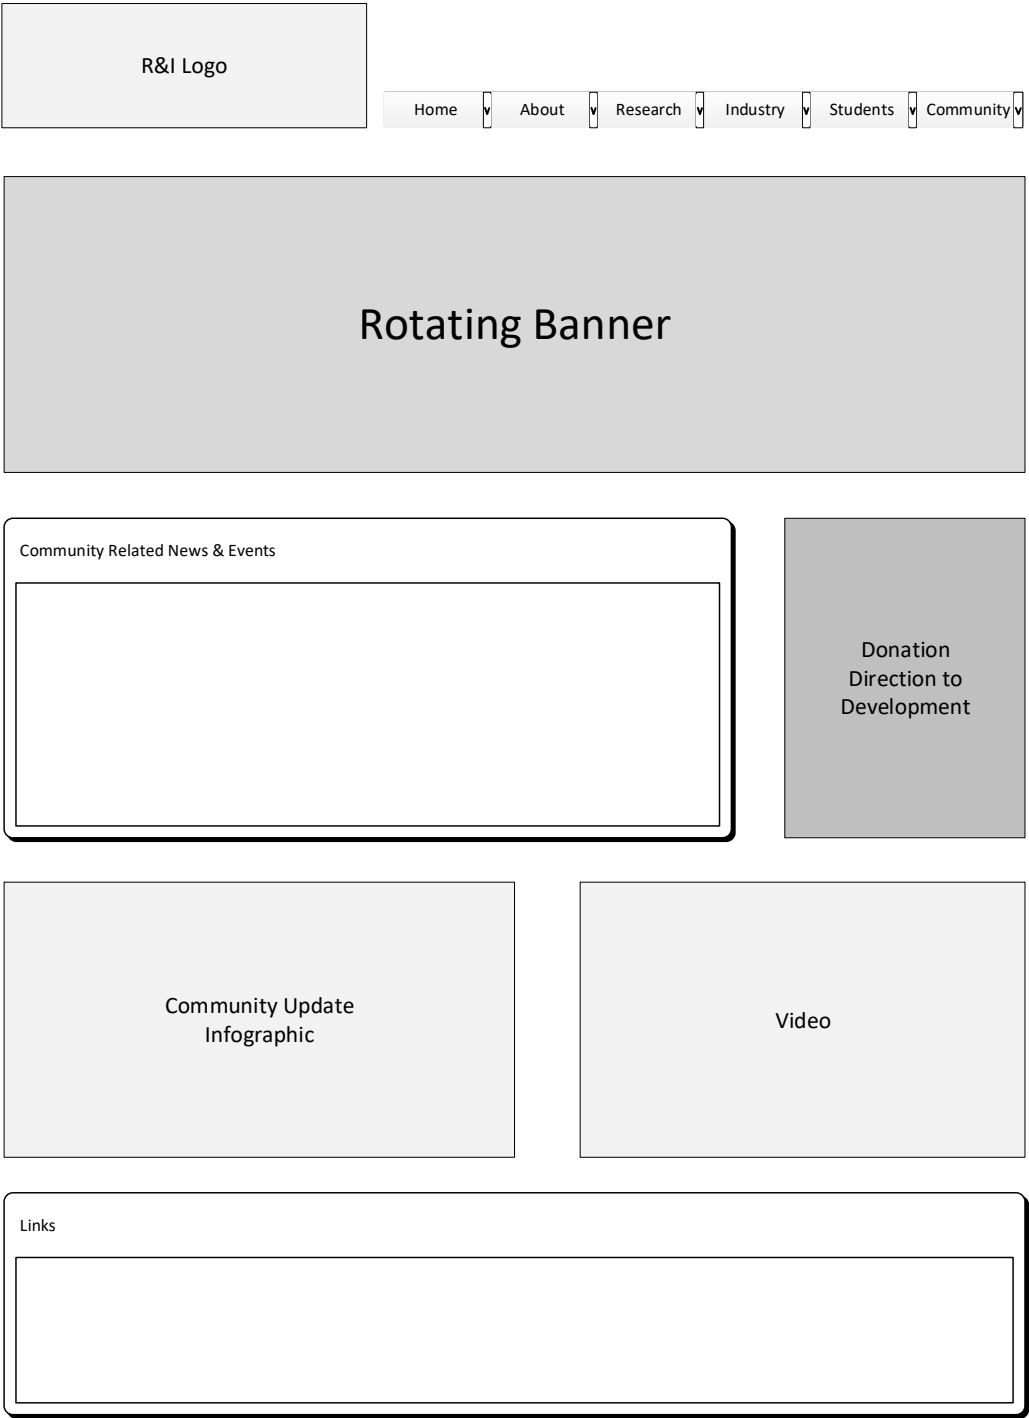 R&I Logo
Home v About v Research v Industry v Students v Community v
Rotating Banner
Community Related News & Events
Donation
Direction to
Development
Community Update
Infographic
Video
Links